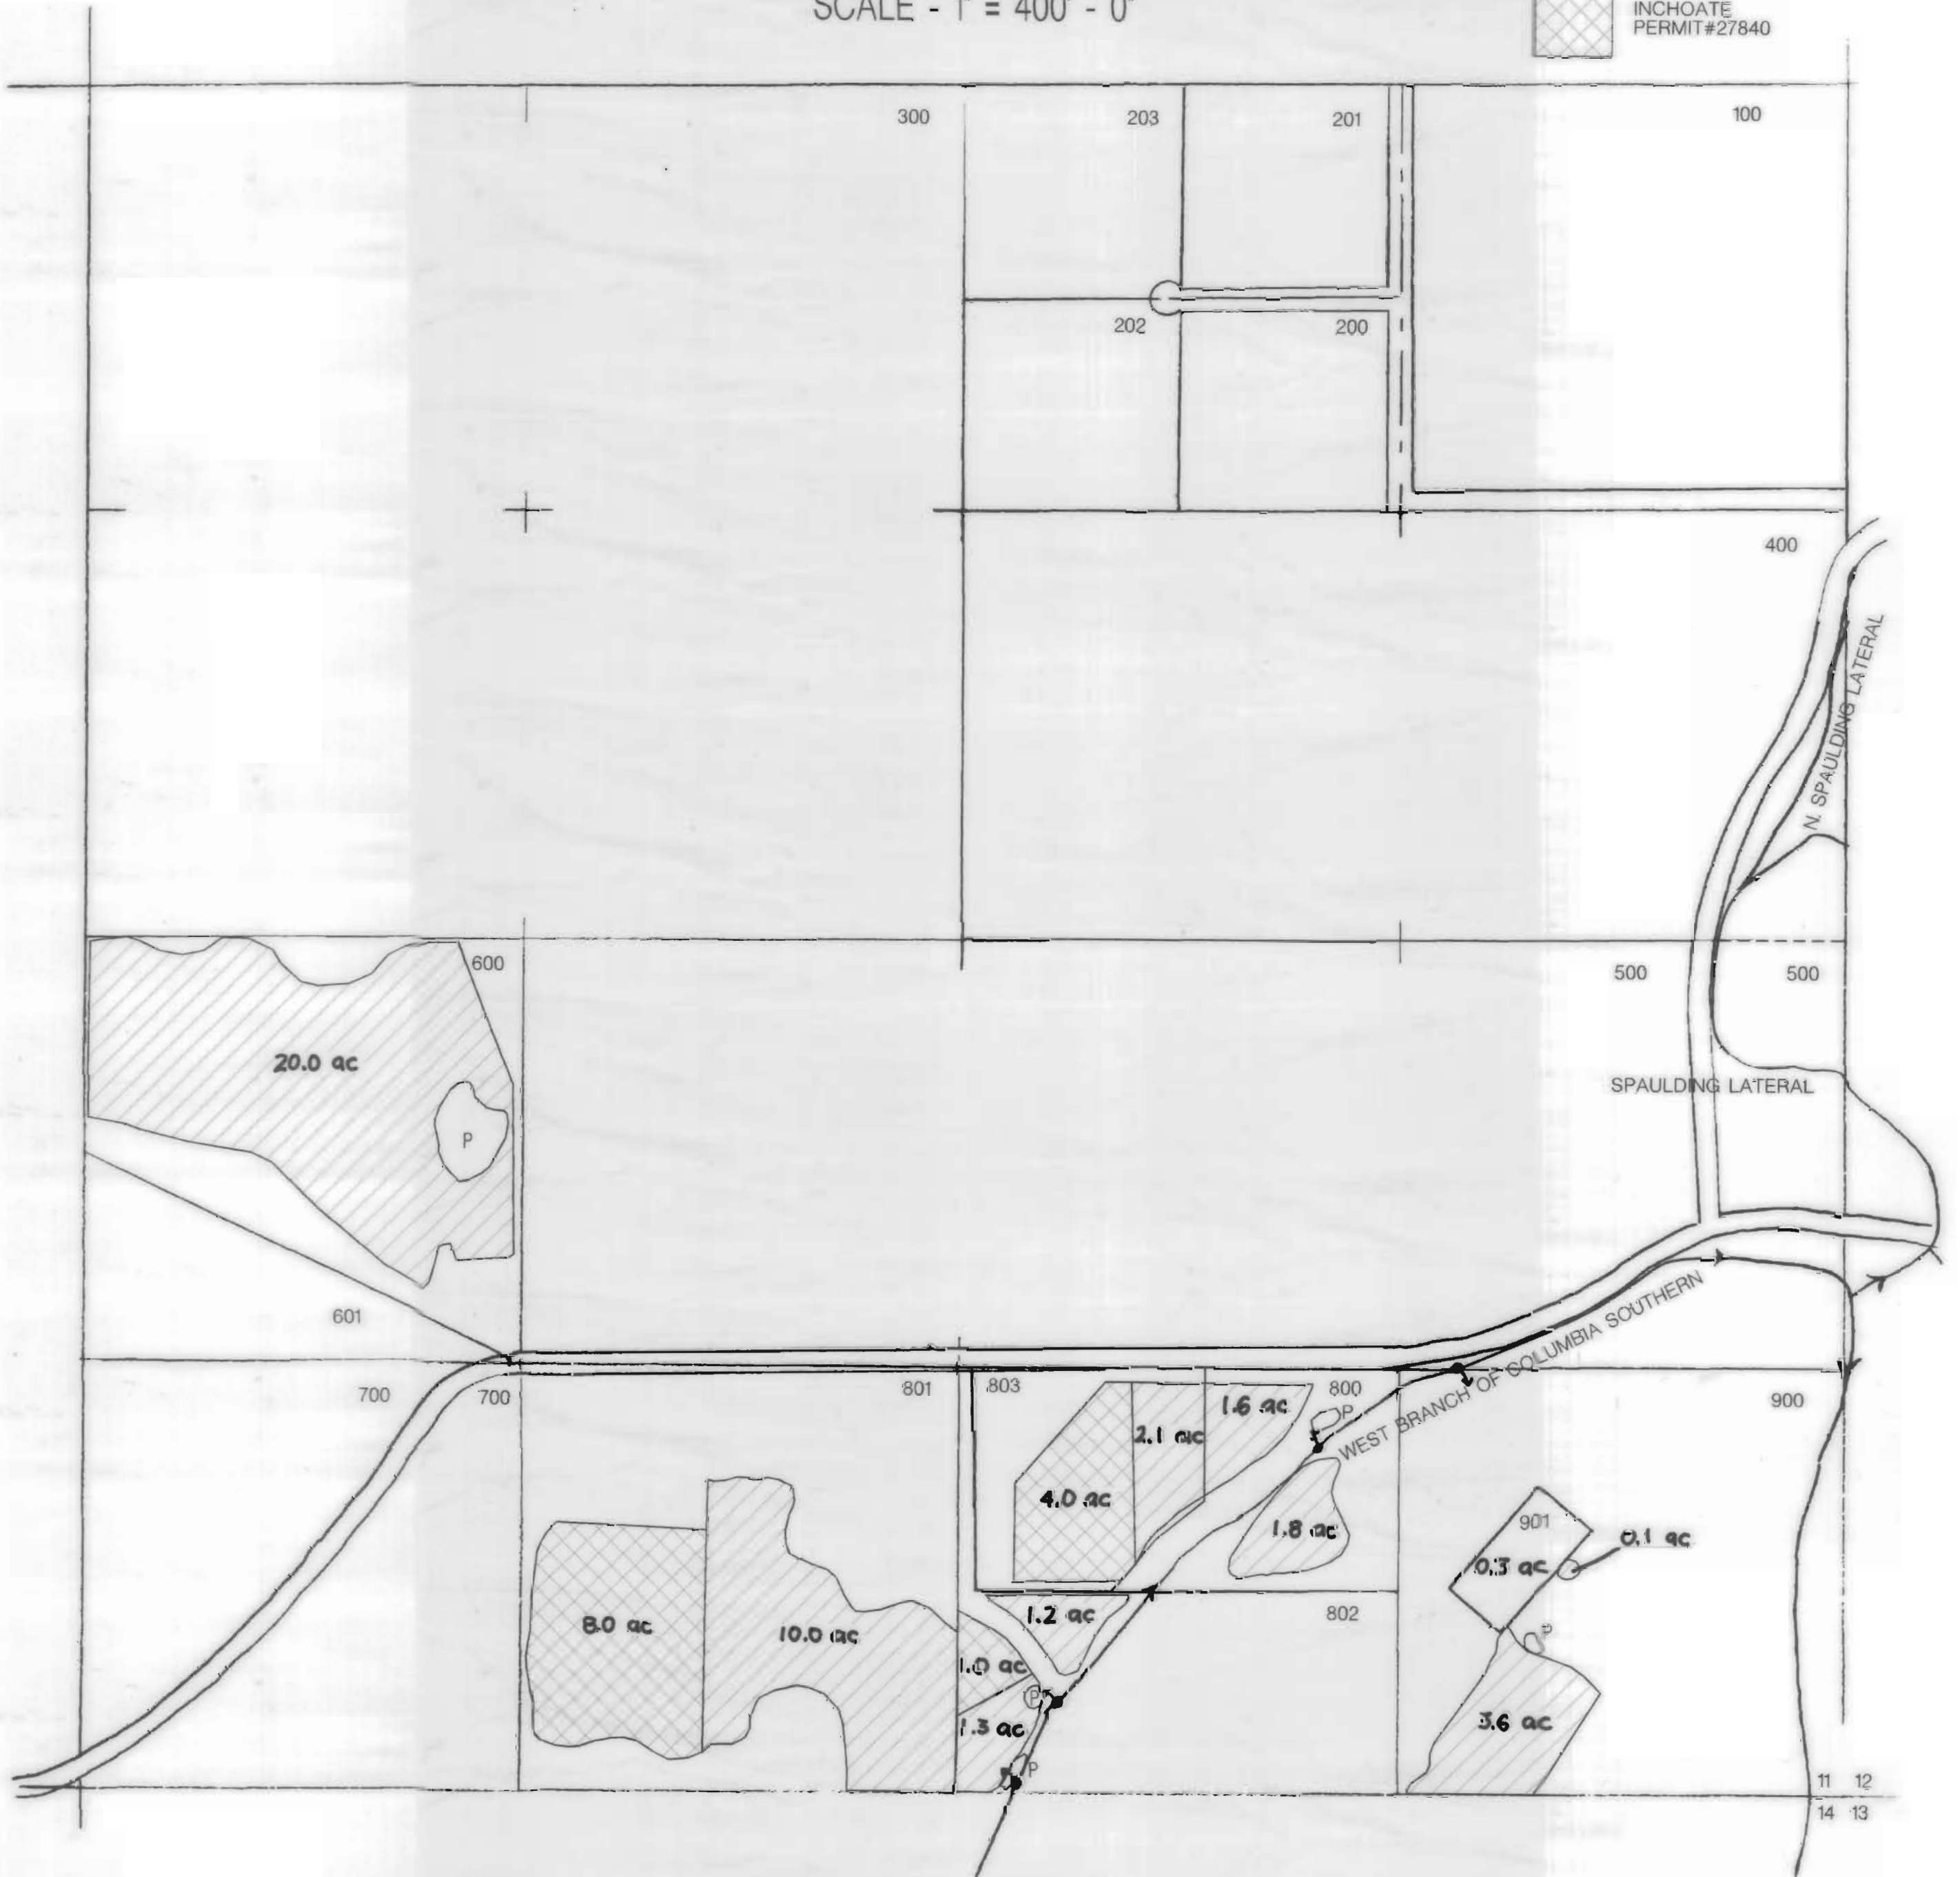 SCALE - 1" = 400' - 0"
INCHOATE
PERMIT#27840
300
203
201
100
202
200
400
N. SPAULDING LATERAL
600
500
500
20.0 ac
P
SPAULDING LATERAL
601
WEST BRANCH OF COLUMBIA SOUTHERN
700
700
801
803
800
900
1.6 ac
P
2.1 ac
4.0 ac
1.8 ac
901
0.1 ac
0.3 ac
1.2 ac
802
8.0 ac
10.0 ac
P
1.0 ac
P
1.3 ac
3.6 ac
P
11 12
14 13